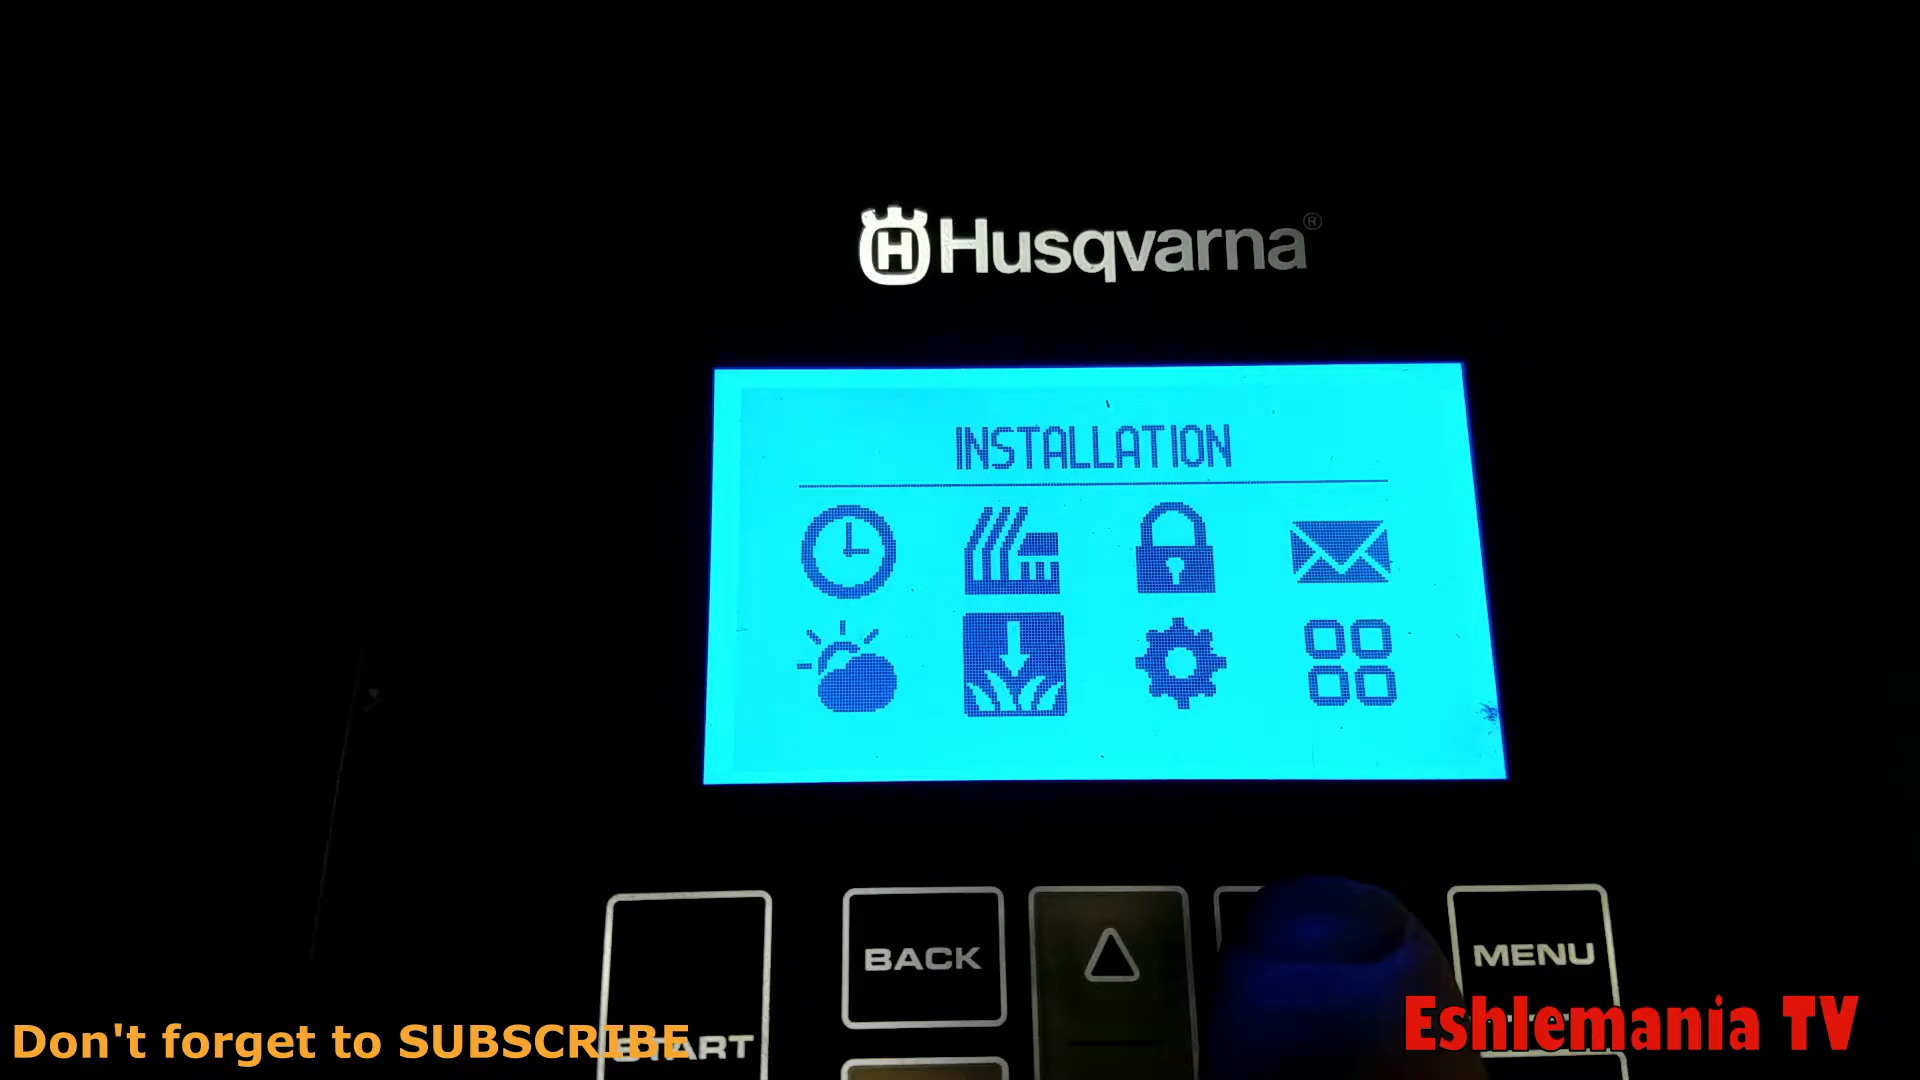 Husqvarna®
INSTALLATION
BACK
MENU
START
Don't forget to SUBSCRIBE
Eshlemania TV